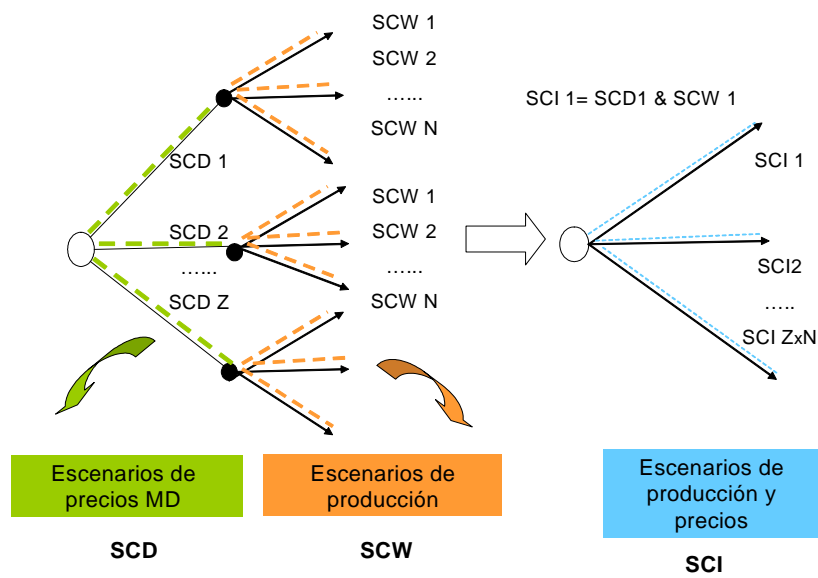 SCW 1
SCW 2
......
SCW N
SCD 1
SCW 1
SCD 2
SCW 2
......
......
SCD Z
SCW N
SCI 1= SCD1 & SCW 1
SCI 1
SCI2
.....
SCI ZxN
Escenarios de
precios MD
SCD
Escenarios de
producción
SCW
Escenarios de
producción y
precios
SCI